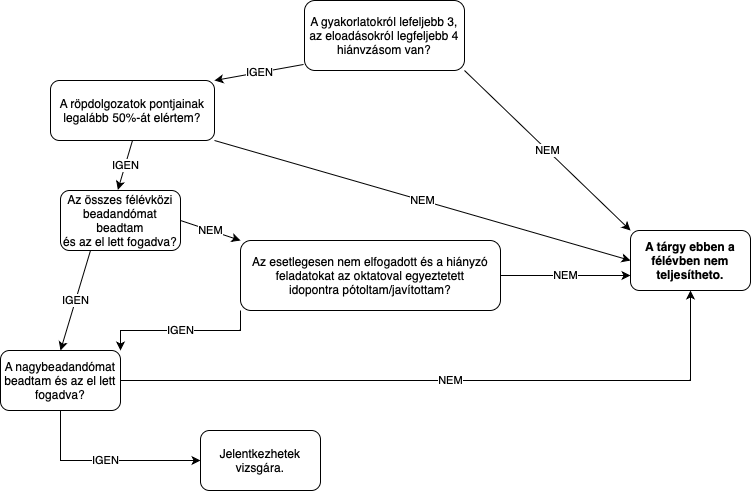 A gyakorlatokról lefeljebb 3,
az eloadásokról legfeljebb 4
hiánvzásom van?
IGEN
A röpdolgozatok pontjainak
legalább 50%-át elértem?
NEM
IGEN
Az összes félévközi
beadandómat
beadtam
és az el lett fogadva?
NEM
NEM
A tárgy ebben a
félévben nem
teljesítheto.
Az esetlegesen nem elfogadott és a hiányzó
feladatokat az oktatoval egyeztetett
idopontra pótoltam/javítottam?
NEM
IGEN
IGEN
A nagybeadandómat
beadtam és az el lett
fogadva?
NEM
IGEN
Jelentkezhetek
vizsgára.